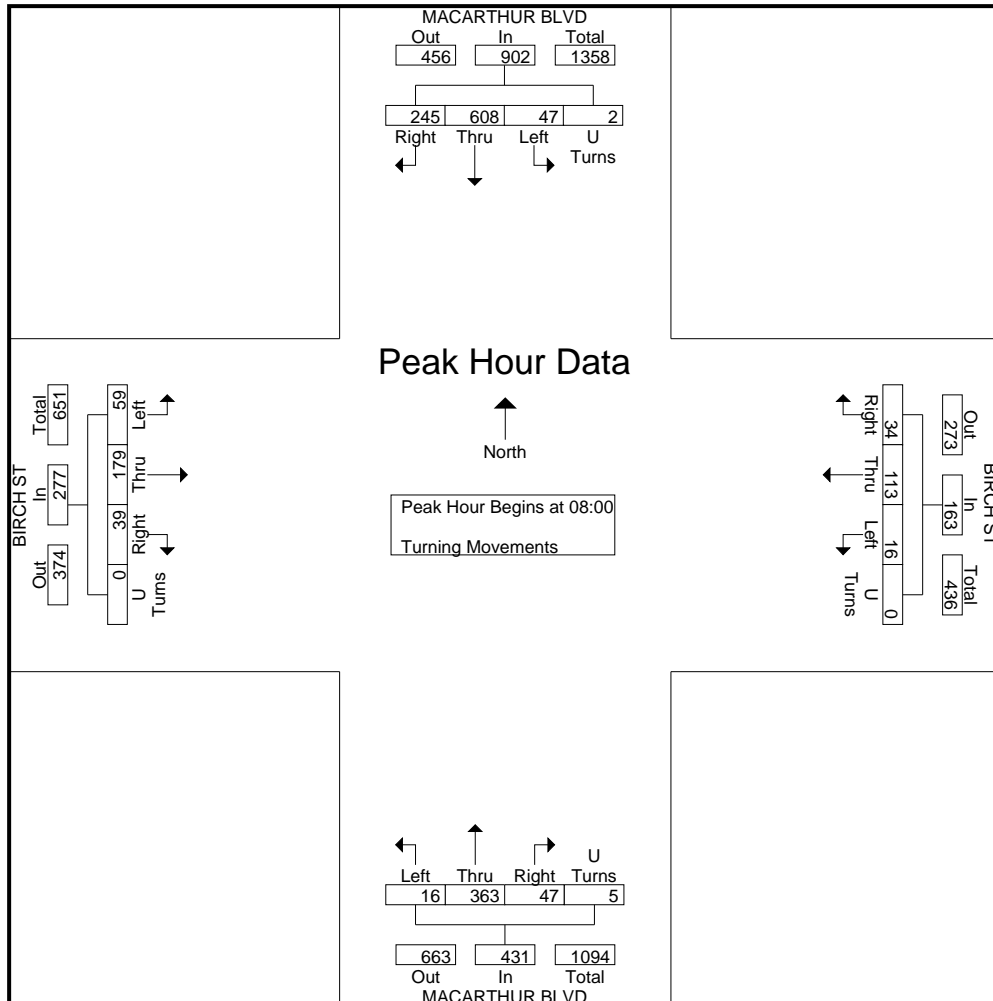 MACARTHUR BLVD
Out In Total
456 902 1358
245 608 47 2
Right Thru Left U
Turns
Peak Hour Data
North
Peak Hour Begins at 08:00
Turning Movements
BIRCH ST
Total In Out
651 277 374
59 179 39 0
Left Thru Right U
Turns
BIRCH ST
Out In Total
273 163 436
34 113 16 0
Right Thru Left U
Turns
U
Left Thru Right Turns
16 363 47 5
663 431 1094
Out In Total
MACARTHUR BLVD